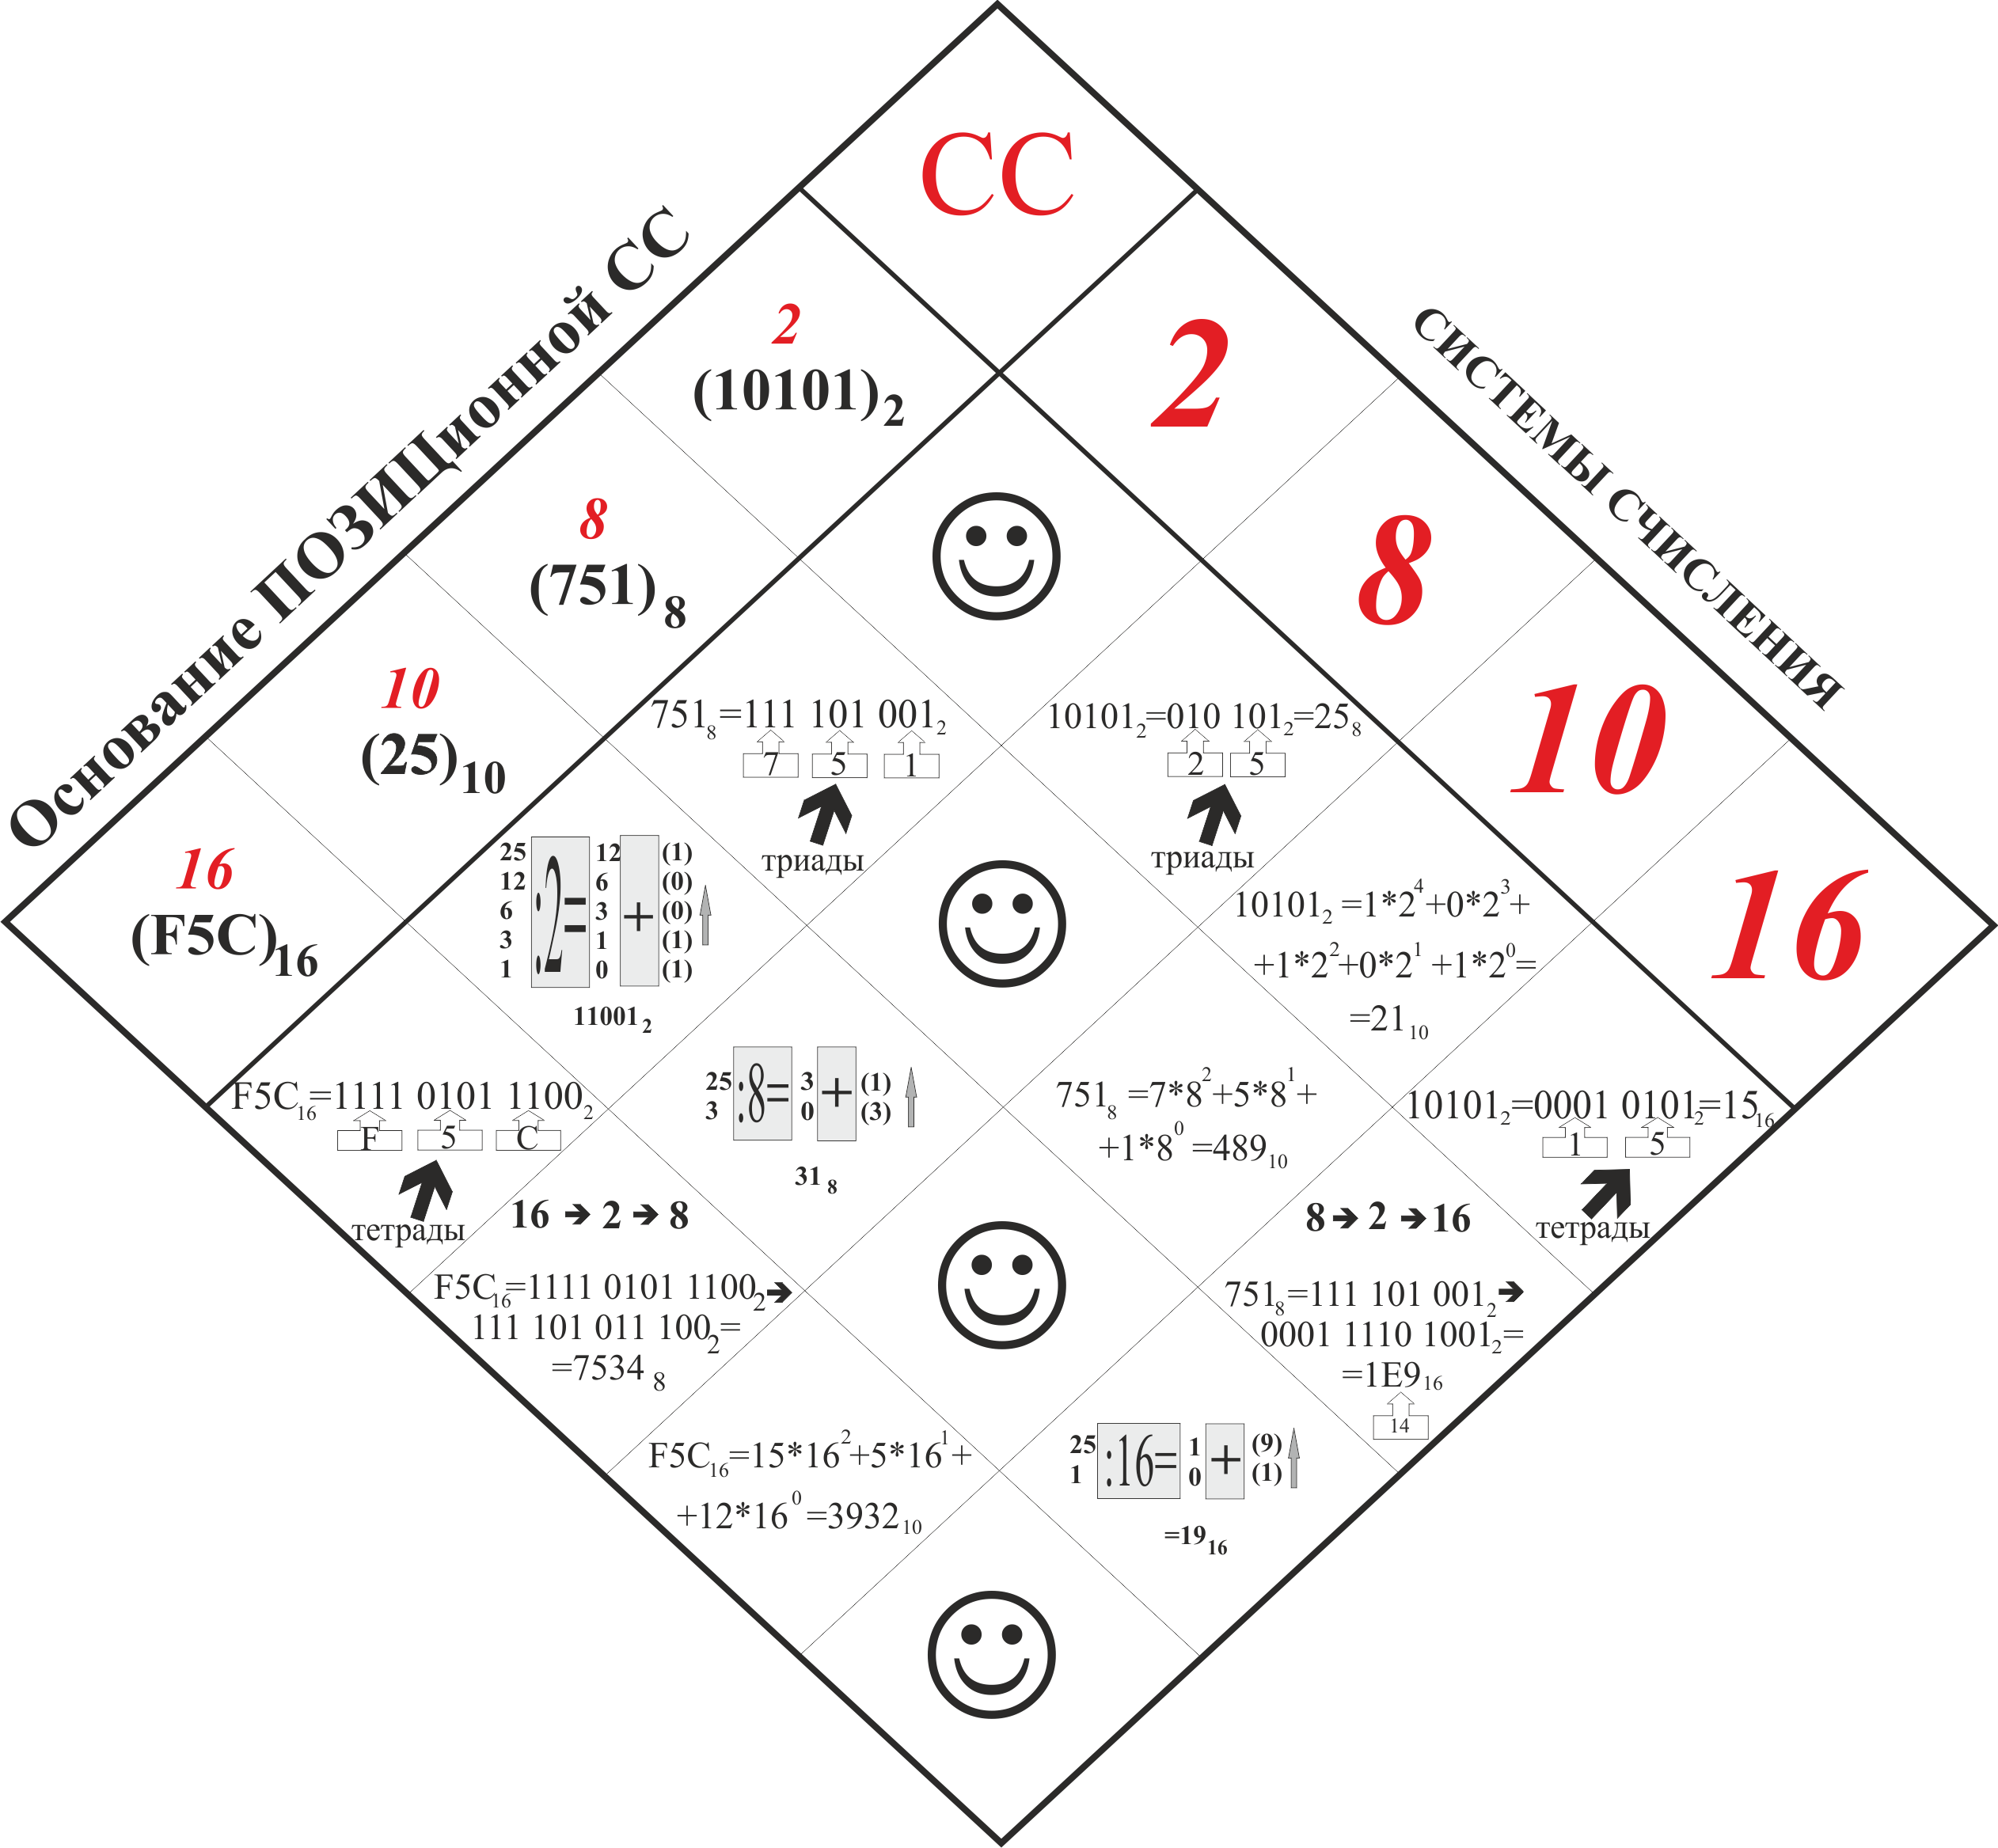 CC
Основание ПОЗИЦионной СС
СИСТЕМЫ СЧИСЛЕНИЯ
2
(10101)2
2
8
(751)8
8
10
(25)10
10
16
(F5C)16
16
7518=111 101 0012
7 5 1
триады
101012=010 1012=258
2 5
триады
25 :2= 12 + (1)
12 6 (0)
6 3 (0)
3 1 (1)
1 0 (1)
110012
101012 =1*24+0*23+
+1*22+0*21 +1*20=
=2110
F5C16=1111 0101 11002
F 5 C
тетрады
25 :8= 3 + (1)
3 0 (3)
318
7518 =7*82+5*81+
+1*80 =48910
101012=0001 01012=1516
1 5
тетрады
16 → 2 → 8
F5C16=1111 0101 11002→
111 101 011 1002=
=7534 8
8 → 2 → 16
7518=111 101 0012→
0001 1110 10012=
=1E916
14
F5C16=15*162+5*161+
+12*160=393210
25 :16= 1 + (9)
1 0 (1)
=1916